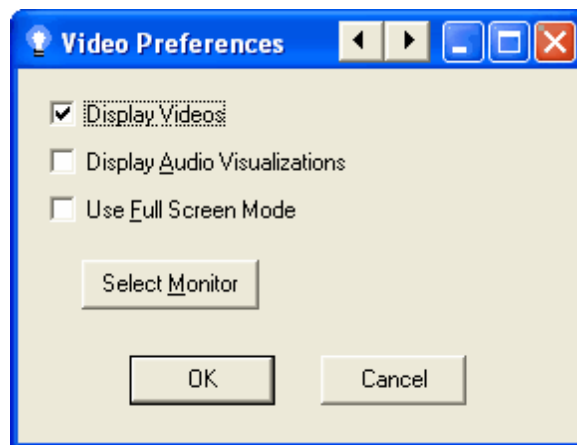 Video Preferences
Display Videos
Display Audio Visualizations
Use Full Screen Mode
Select Monitor
OK Cancel